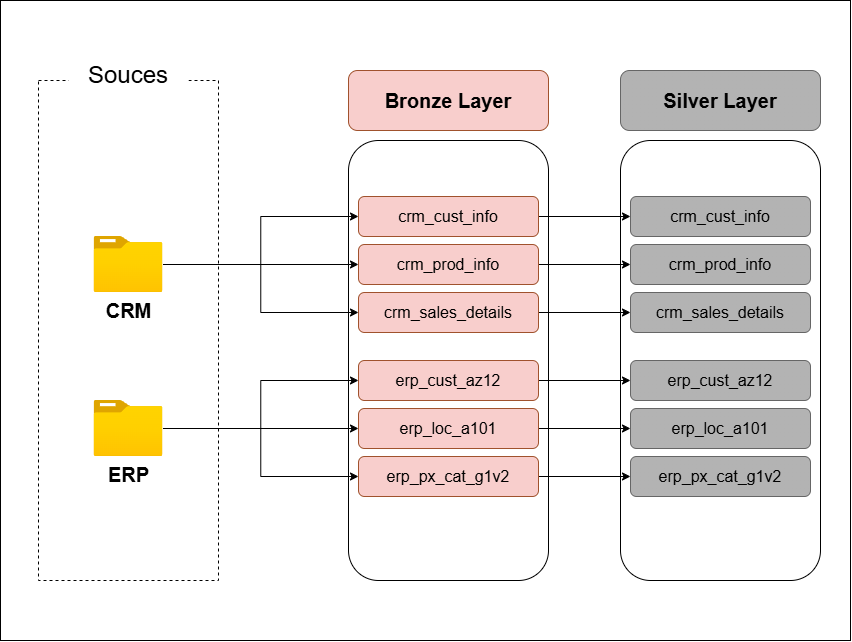 Souces
Bronze Layer
Silver Layer
crm_cust_info
crm_cust_info
crm_prod_info
crm_prod_info
CRM
crm_sales_details
crm_sales_details
erp_cust_az12
erp_cust_az12
erp_loc_a101
erp_loc_a101
ERP
erp_px_cat_g1v2
erp_px_cat_g1v2